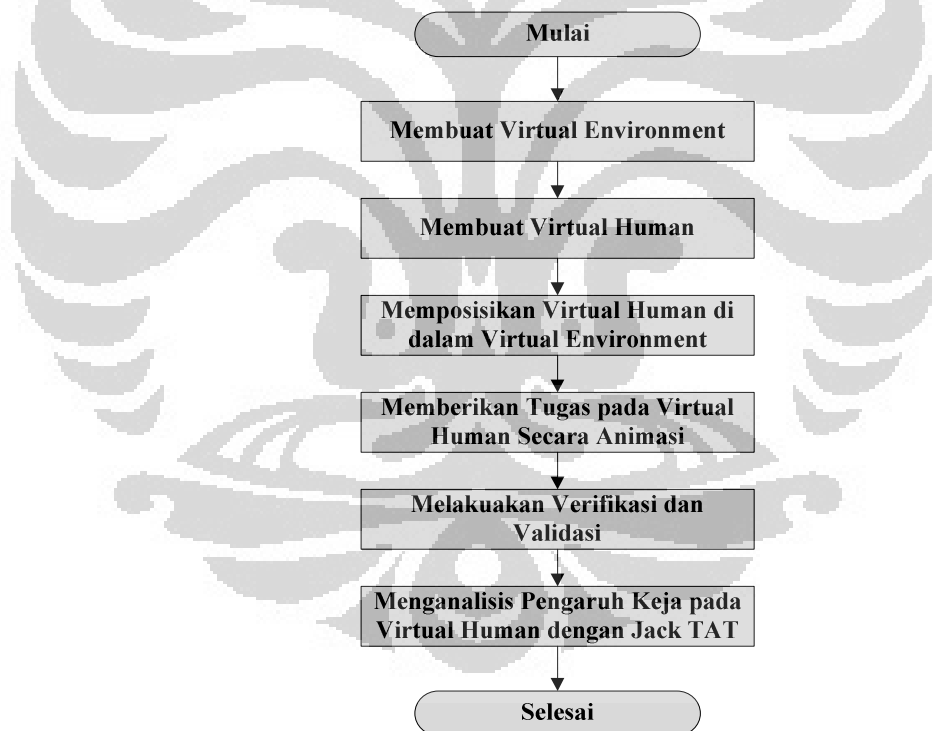 Mulai
Membuat Virtual Environment
Membuat Virtual Human
Memposisikan Virtual Human di
dalam Virtual Environment
Memberikan Tugas pada Virtual
Human Secara Animasi
Melakuakan Verifikasi dan
Validasi
Menganalisis Pengaruh Keja pada
Virtual Human dengan Jack TAT
Selesai